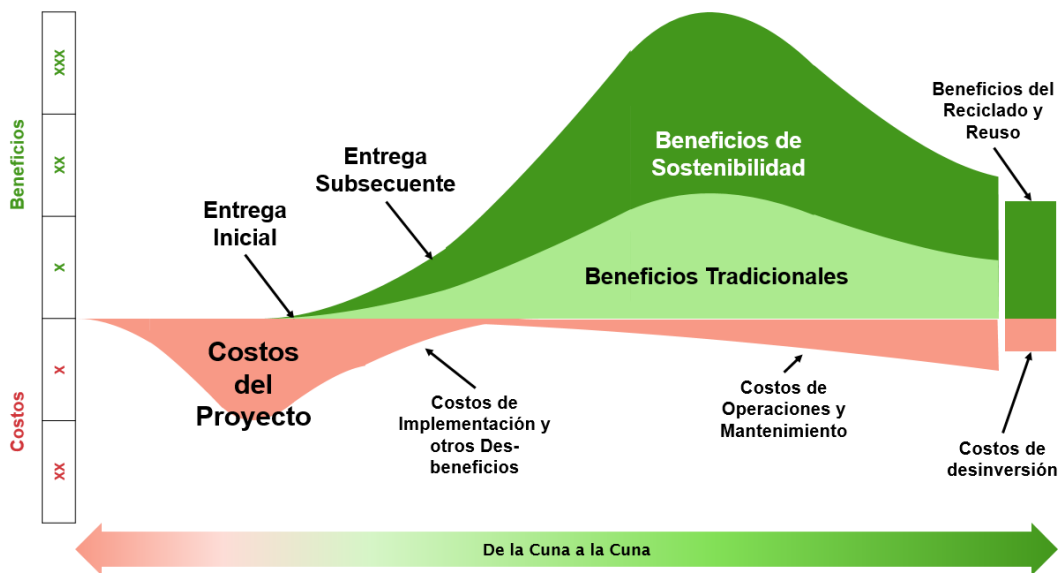 Beneficios
XXX
XX
X
Costos
X
XX
Entrega
Inicial
Entrega
Subsecuente
Beneficios de
Sostenibilidad
Beneficios Tradicionales
Beneficios del
Reciclado y
Reuso
Costos
del
Proyecto
Costos de
Implementación y
otros Des-
beneficios
Costos de
Operaciones y
Mantenimiento
Costos de
desinversión
De la Cuna a la Cuna